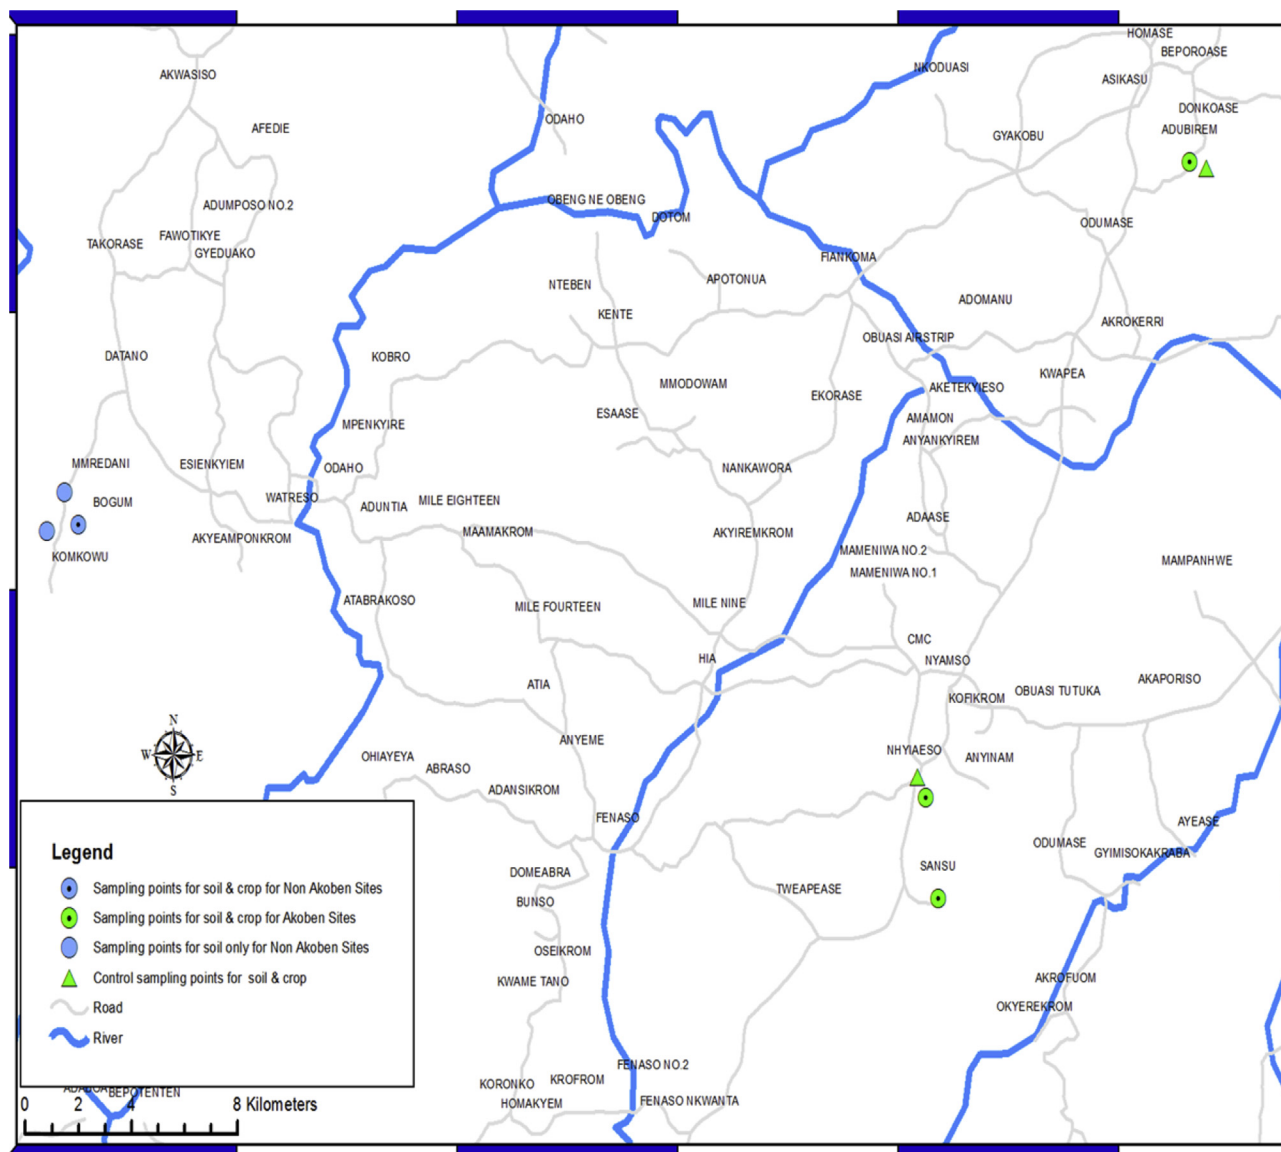 HOMASE
BEPOROASE
NKODUASI
AKWASISO
ASIKASU
DONKOASE
ODAHO
AFEDIE
ADUBIREM
GYAKOBU
OBENG NE OBENG
ADUMPOSO NO.2
DOTOM
ODUMASE
FAWOTIKYE
TAKORASE
GYEDUAKO
FIANKOMA
NTEBEN
APOTONUA
ADOMANU
KENTE
AKROKERRI
OBUASI AIRSTRIP
DATANO
KOBRO
KWAPEA
MMODOWAM
AKETEKYIESO
EKORASE
ESAASE
AMAMON
MPENKYIRE
ANYANKYIREM
MMREDANI
ESIENKYIEM
ODAHO
NANKAWORA
WATRESO
BOGUM
ADUNTIA
MILE EIGHTEEN
ADAASE
AKYEAMPONKROM
MAAMAKROM
AKYIREMKROM
MAMENIWA NO.2
KOMKOWU
MAMPANHWE
MAMENIWA NO.1
ATABRAKOSO
MILE FOURTEEN
MILE NINE
CMC
HIA
NYAMSO
ATIA
AKAPORISO
OBUASI TUTUKA
KOFIKROM
N
W
E
S
ANYEME
NHYIAESO
OHIAYEYA
ANYINAM
ABRASO
ADANSIKROM
FENASO
AYEASE
ODUMASE
GYIMISOKAKRABA
Legend
SANSU
DOMEABRA
Sampling points for soil & crop for Non Akoben Sites
TWEAPEASE
BUNSO
Sampling points for soil & crop for Akoben Sites
Sampling points for soil only for Non Akoben Sites
OSEIKROM
Control sampling points for soil & crop
KWAME TANO
AKROFUOM
Road
OKYEREKROM
River
FENASO NO.2
KROFROM
KORONKO
BEPOTENTEN
FENASO NKWANTA
HOMAKYEM
0 2 4 8 Kilometers